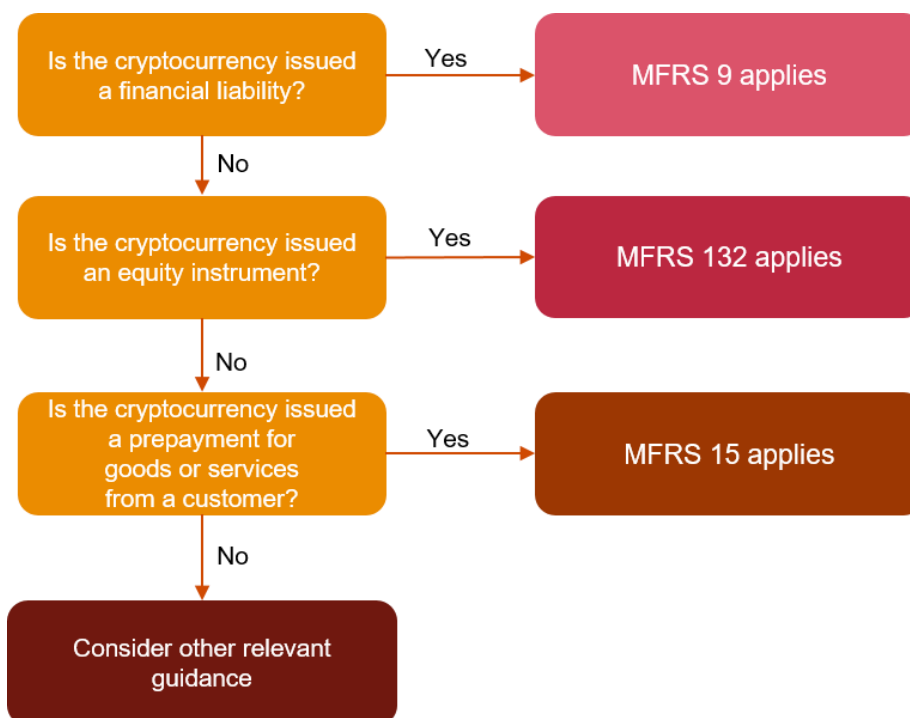 Is the cryptocurrency issued
a financial liability?
Yes
MFRS 9 applies
No
Is the cryptocurrency issued
an equity instrument?
Yes
MFRS 132 applies
No
Is the cryptocurrency issued
a prepayment for
goods or services
from a customer?
Yes
MFRS 15 applies
No
Consider other relevant
guidance